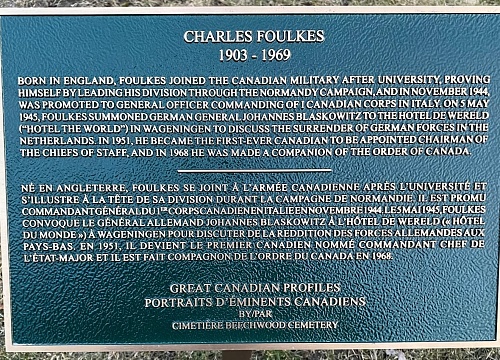 CHARLES FOULKES
1903 - 1969
BORN IN ENGLAND, FOULKES JOINED THE CANADIAN MILITARY AFTER UNIVERSITY, PROVING
HIMSELF BY LEADING HIS DIVISION THROUGH THE NORMANDY CAMPAIGN, AND IN NOVEMBER 1944,
WAS PROMOTED TO GENERAL OFFICER COMMANDING OF I CANADIAN CORPS IN ITALY. ON 5 MAY
1945, FOULKES SUMMONED GERMAN GENERAL JOHANNES BLASKOWITZ TO THE HOTEL DE WERELD
("HOTEL THE WORLD") IN WAGENINGEN TO DISCUSS THE SURRENDER OF GERMAN FORCES IN THE
NETHERLANDS. IN 1951, HE BECAME THE FIRST-EVER CANADIAN TO BE APPOINTED CHAIRMAN OF
THE CHIEFS OF STAFF, AND IN 1968 HE WAS MADE A COMPANION OF THE ORDER OF CANADA.
NÉ EN ANGLETERRE, FOULKES SE JOINT À L'ARMÉE CANADIENNE APRÈS L'UNIVERSITÉ ET
S'ILLUSTRE À LA TÊTE DE SA DIVISION DURANT LA CAMPAGNE DE NORMANDIE. IL EST PROMU
COMMANDANT GÉNÉRAL DU 1ER CORPS CANADIEN EN ITALIE EN NOVEMBRE 1944. LE 5 MAI 1945, FOULKES
CONVOQUE LE GÉNÉRAL ALLEMAND JOHANNES BLASKOWITZ À L'HÔTEL DE WERELD (« HÔTEL
DU MONDE ») À WAGENINGEN POUR DISCUTER DE LA REDDITION DES FORCES ALLEMANDES AUX
PAYS-BAS. EN 1951, IL DEVIENT LE PREMIER CANADIEN NOMMÉ COMMANDANT CHEF DE
L'ÉTAT-MAJOR ET IL EST FAIT COMPAGNON DE L'ORDRE DU CANADA EN 1968.
GREAT CANADIAN PROFILES
PORTRAITS D'ÉMINENTS CANADIENS
BY/PAR
CIMETIÈRE BEECHWOOD CEMETERY